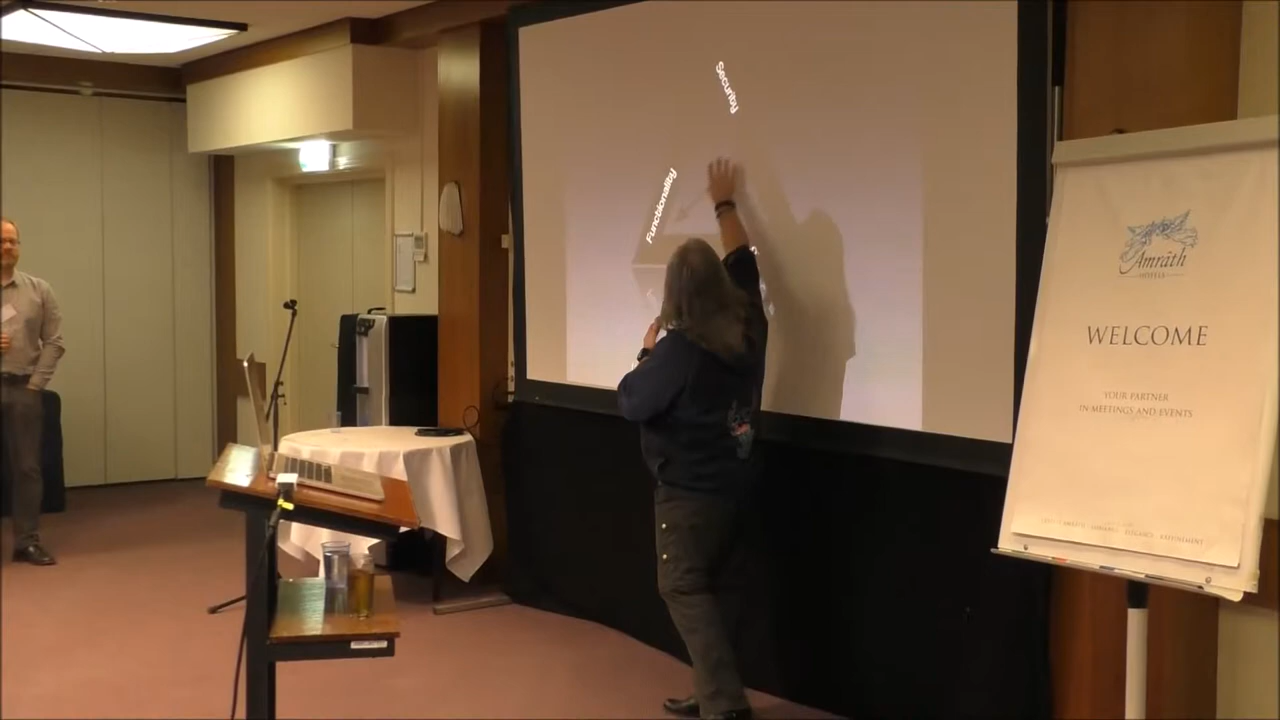 Security
Functionality
Amrâth
HOTELS
WELCOME
YOUR PARTNER
IN MEETINGS AND EVENTS